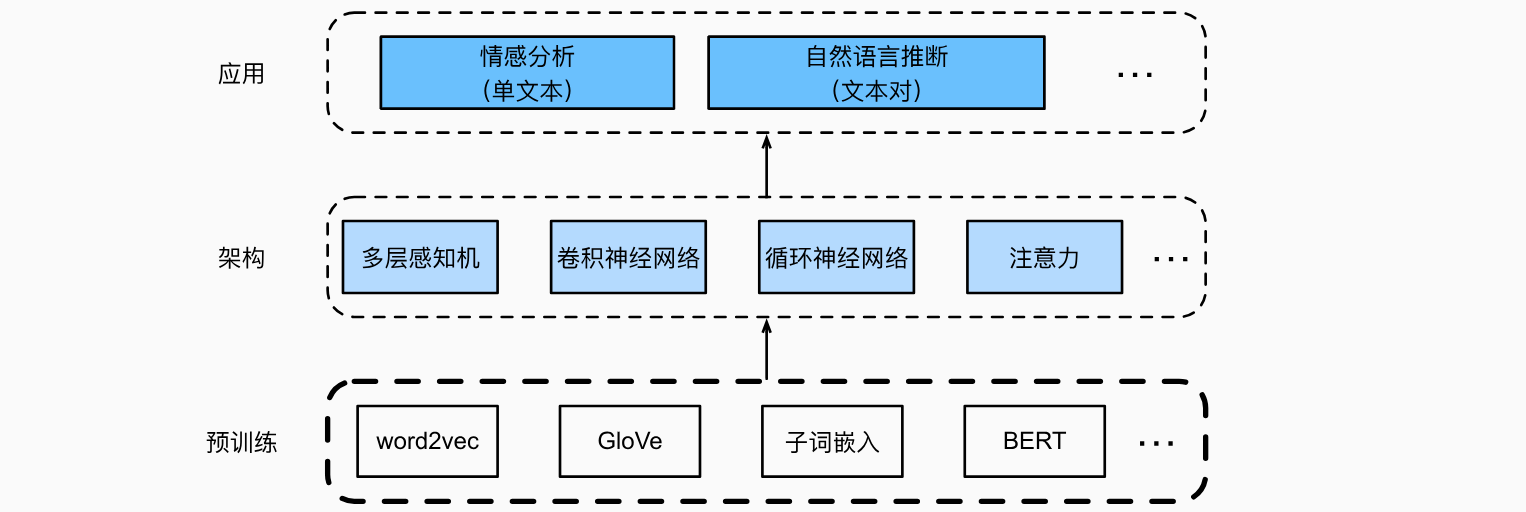 应用
情感分析
(单文本)
自然语言推断
(文本对)
...
架构
多层感知机
卷积神经网络
循环神经网络
注意力
...
预训练
word2vec
GloVe
子词嵌入
BERT
...